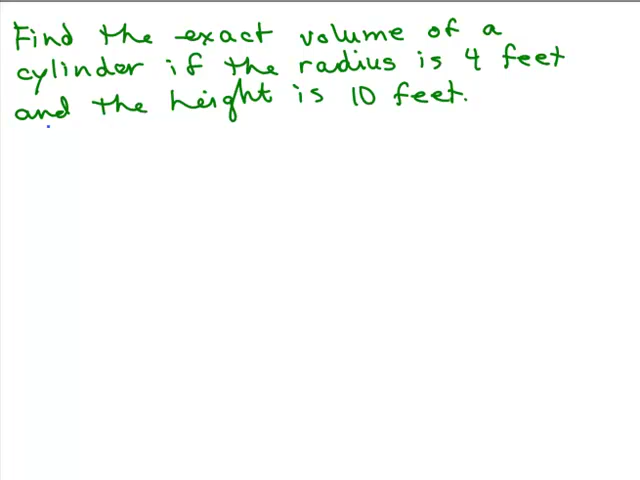 Find the exact volume of a
cylinder if the radius is 4 feet
and the height is 10 feet.